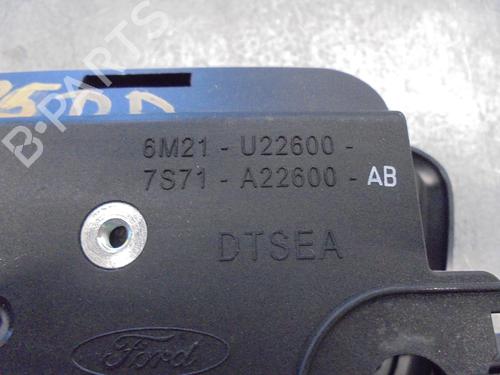 B-PARTS
6M21 - U22600 -
7S71 - A22600 - AB
DTSEA
Ford